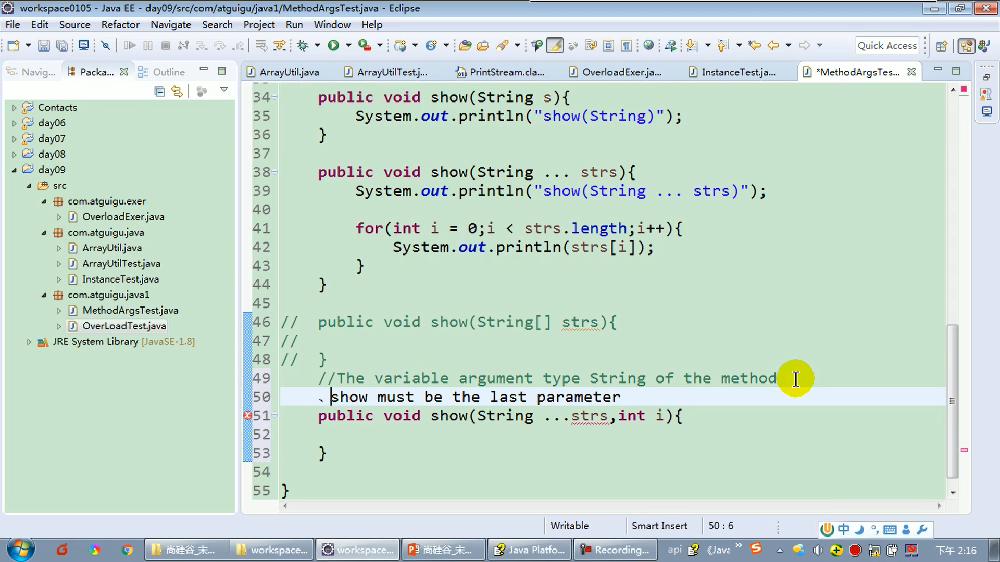 workspace0105 - Java EE - day09/src/com/atguigu/java1/MethodArgsTest.java - Eclipse
File Edit Source Refactor Navigate Search Project Run Window Help
Quick Access
Navig... Packa... Outline
ArrayUtil.java ArrayUtilTest.j... PrintStream.cla... OverloadExer.ja... InstanceTest.ja... *MethodArgsTes...
Contacts
day06
day07
day08
day09
src
com.atguigu.exer
OverloadExer.java
com.atguigu.java
ArrayUtil.java
ArrayUtilTest.java
InstanceTest.java
com.atguigu.java1
MethodArgsTest.java
OverLoadTest.java
JRE System Library [JavaSE-1.8]
34 public void show(String s){
35 System.out.println("show(String)");
36 }
37
38 public void show(String ... strs){
39 System.out.println("show(String ... strs)");
40
41 for(int i = 0;i < strs.length;i++){
42 System.out.println(strs[i]);
43 }
44 }
45
46 // public void show(String[] strs){
47 //
48 // }
49 //The variable argument type String of the method
50 、show must be the last parameter
51 public void show(String ...strs,int i){
52
53 }
54
55 }
Writable Smart Insert 50 : 6
中
尚硅谷_宋... workspace... workspace... 尚硅谷_宋... Java Platfo... Recording... api 《Java » 下午 2:16